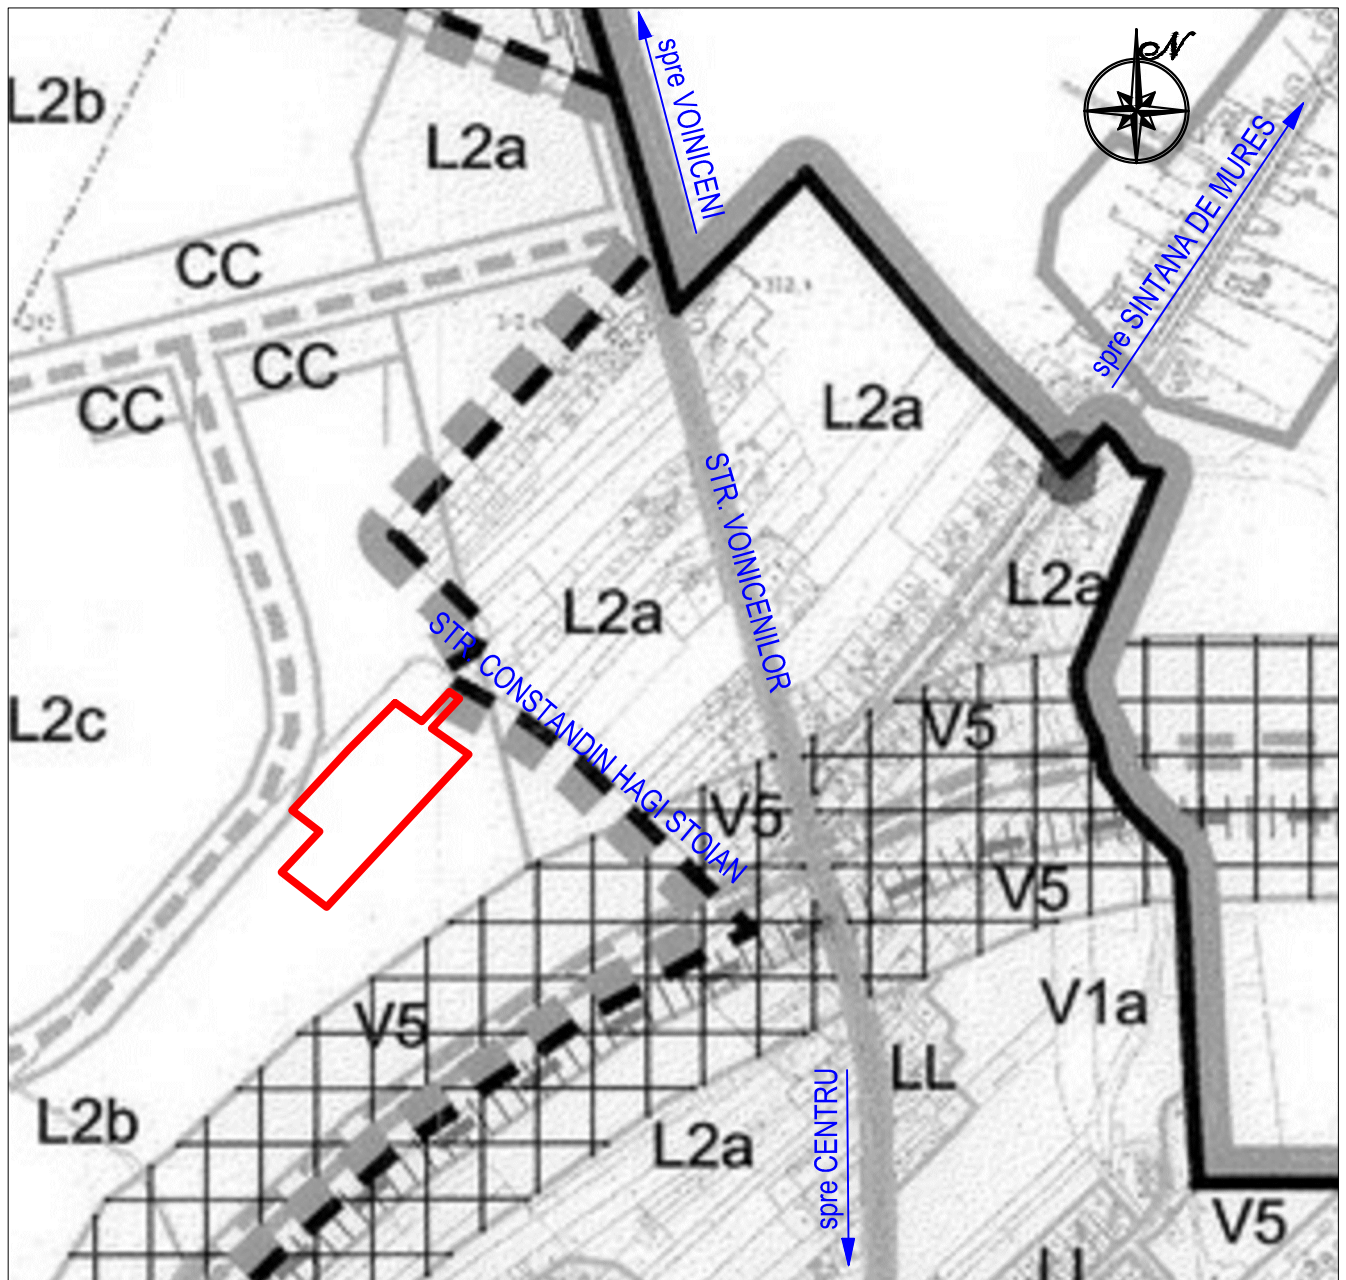 N
spre VOINICENI
L2b
L2a
spre SINTANA DE MURES
CC
CC
CC
L2a
STR. VOINICENILOR
L2a
L2a
STR. CONSTANDIN HAGI STOIAN
L2c
V5
V5
V5
V1a
V5
LL
spre CENTRU
L2b
L2a
V5